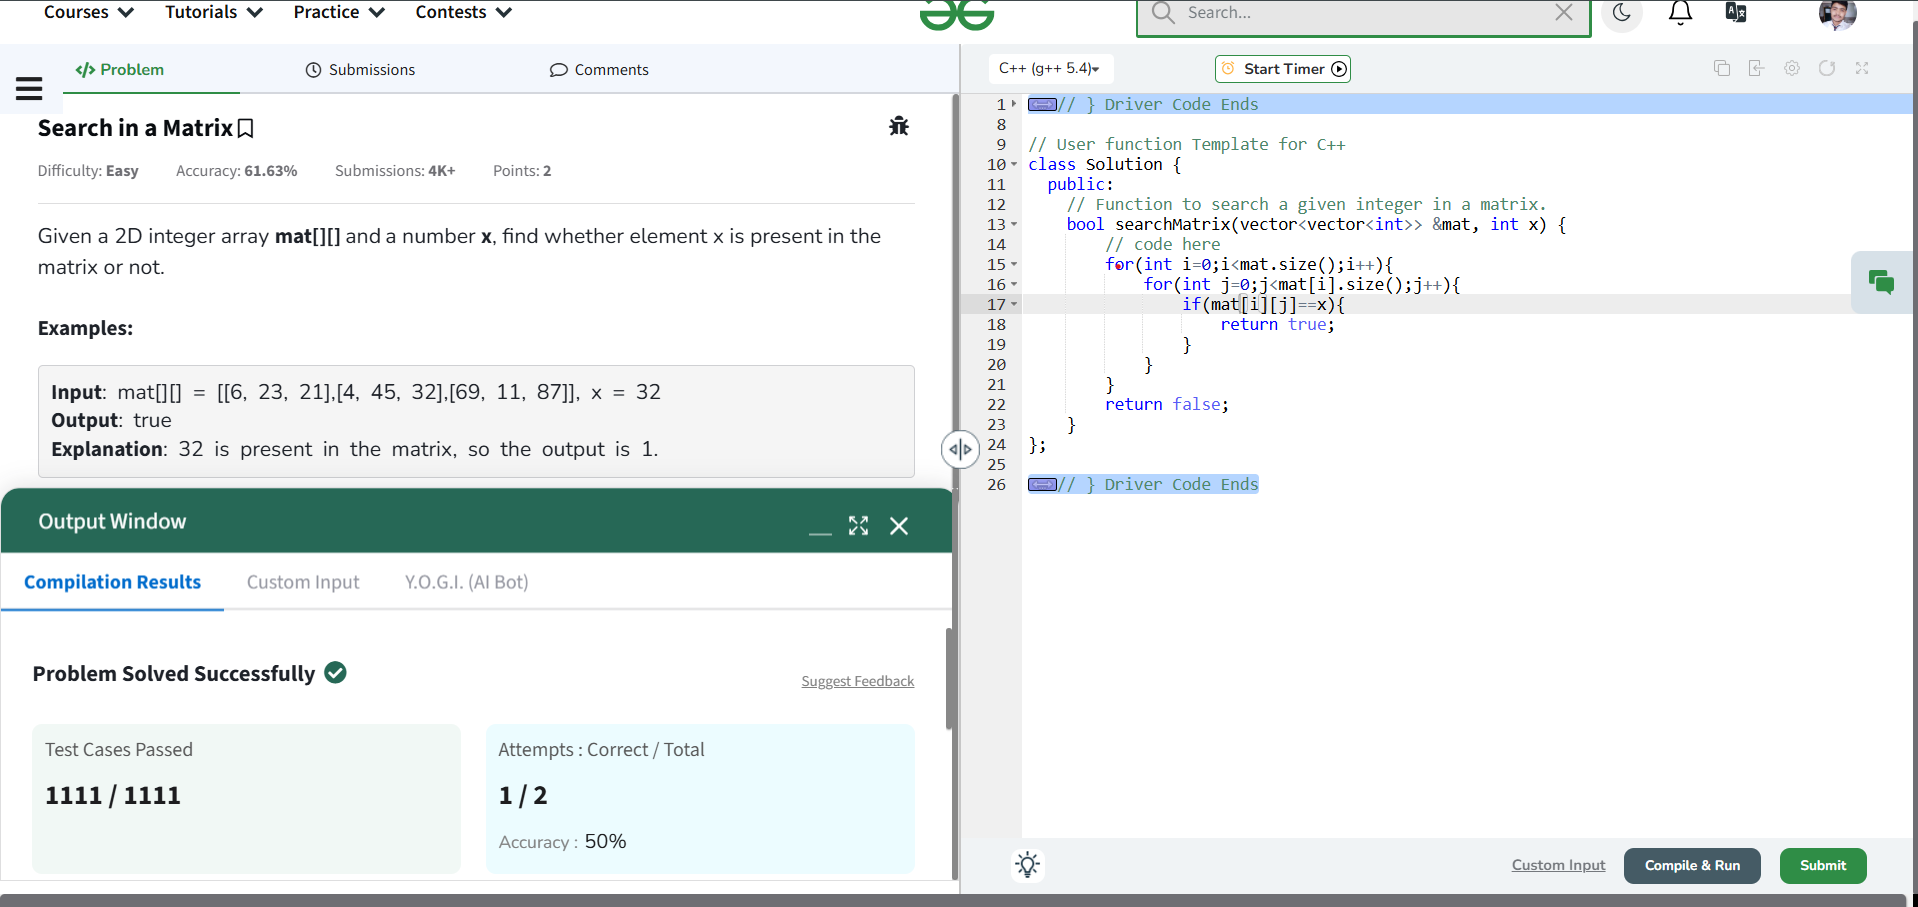 Courses Tutorials Practice Contests
Search...
Problem Submissions Comments
Search in a Matrix
Difficulty: Easy Accuracy: 61.63% Submissions: 4K+ Points: 2
Given a 2D integer array mat[][] and a number x, find whether element x is present in the
matrix or not.
Examples:
Input: mat[][] = [[6, 23, 21],[4, 45, 32],[69, 11, 87]], x = 32
Output: true
Explanation: 32 is present in the matrix, so the output is 1.
Output Window
Compilation Results Custom Input Y.O.G.I. (AI Bot)
Problem Solved Successfully
Suggest Feedback
Test Cases Passed
1111 / 1111
Attempts : Correct / Total
1 / 2
Accuracy : 50%
C++ (g++ 5.4) Start Timer
1 // } Driver Code Ends
8
9 // User function Template for C++
10 class Solution {
11 public:
12 // Function to search a given integer in a matrix.
13 bool searchMatrix(vector<vector<int>> &mat, int x) {
14 // code here
15 for(int i=0;i<mat.size();i++){
16 for(int j=0;j<mat[i].size();j++){
17 if(mat[i][j]==x){
18 return true;
19 }
20 }
21 }
22 return false;
23 }
24 };
25
26 // } Driver Code Ends
Custom Input Compile & Run Submit